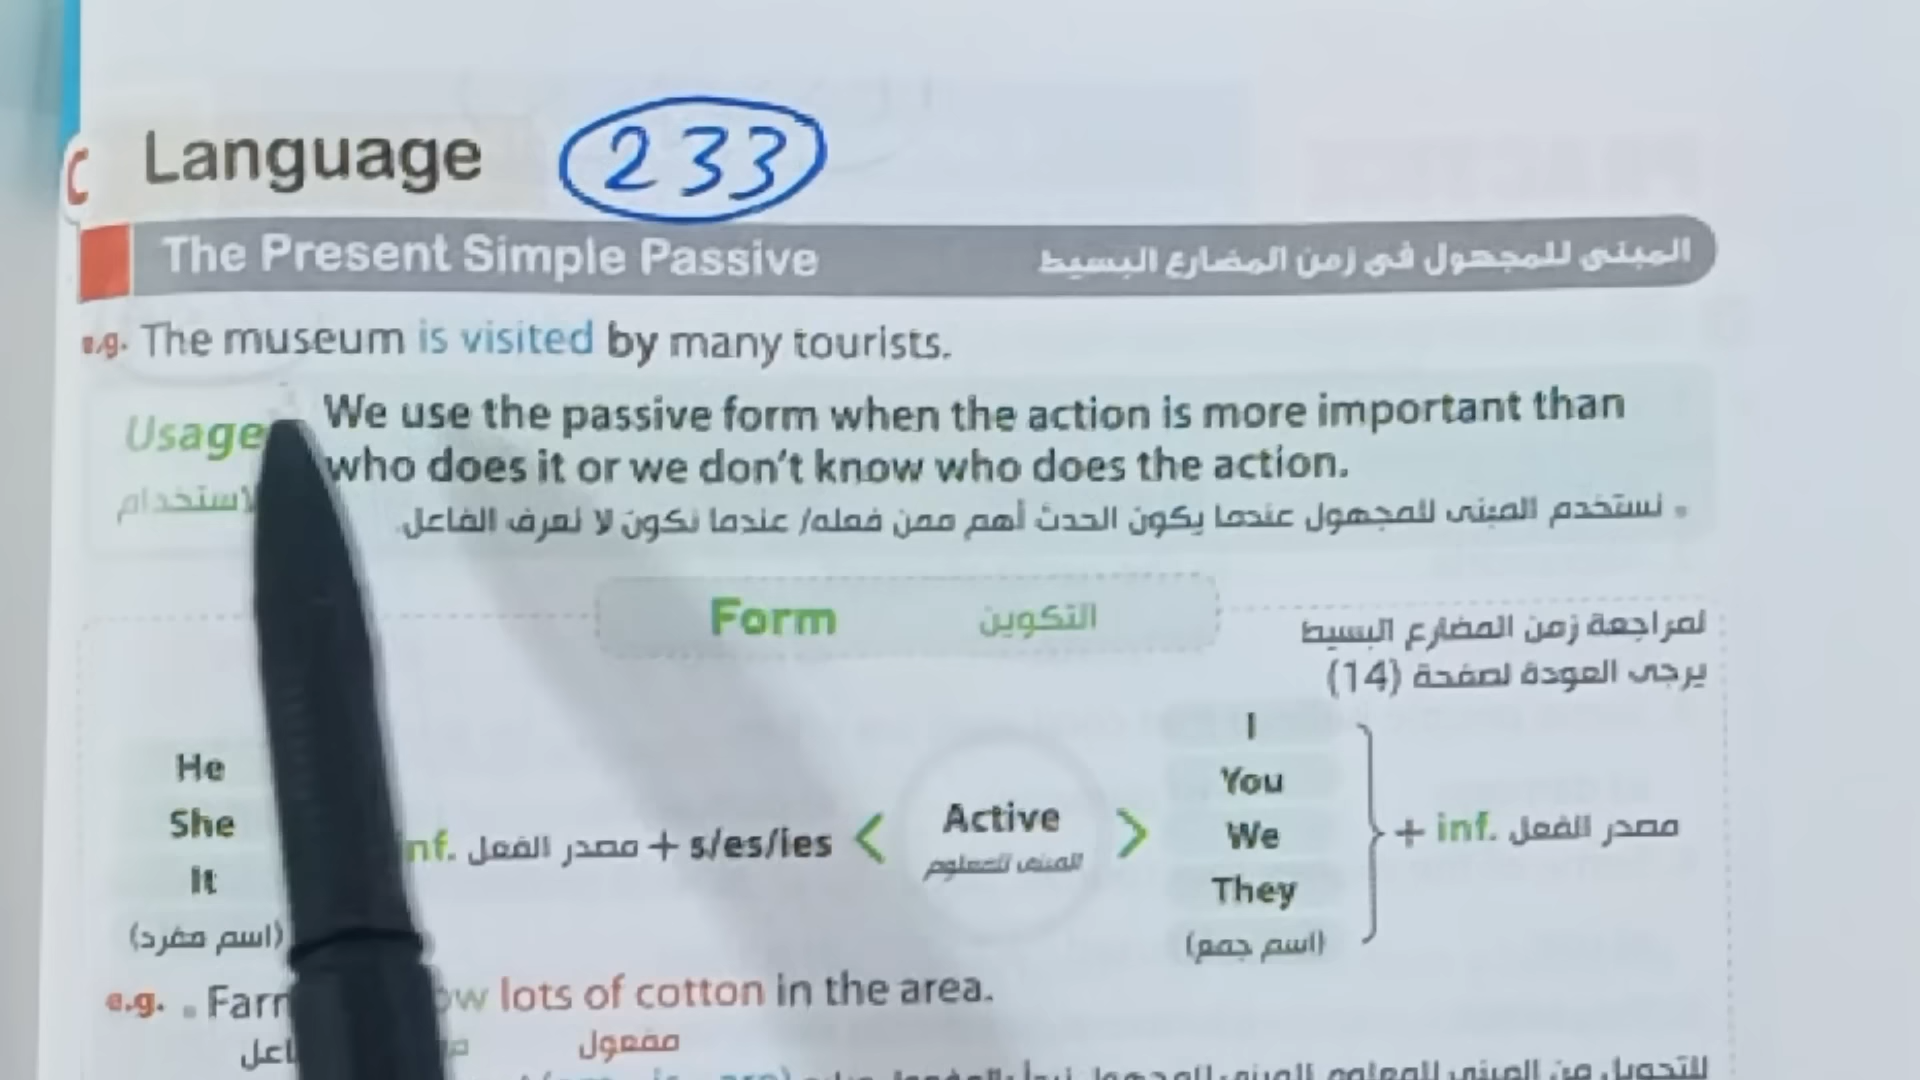 C Language 233
The Present Simple Passive المبنى للمجهول فى زمن المضارع البسيط
e.g. The museum is visited by many tourists.
Usage We use the passive form when the action is more important than
who does it or we don't know who does the action.
الاستخدام
• نستخدم المبنى للمجهول عندما يكون الحدث أهم ممن فعله/ عندما نكون لا نعرف الفاعل.
Form التكوين
لمراجعة زمن المضارع البسيط
يرجى العودة لصفحة (14)
He
She
It
(اسم مفرد)
inf. مصدر الفعل + s/es/ies
Active
المبنى للمعلوم
I
You
We
They
(اسم جمع)
+ inf. مصدر الفعل
e.g. • lots of cotton in the area.
مفعول
للتحويل من المبنى للمعلوم